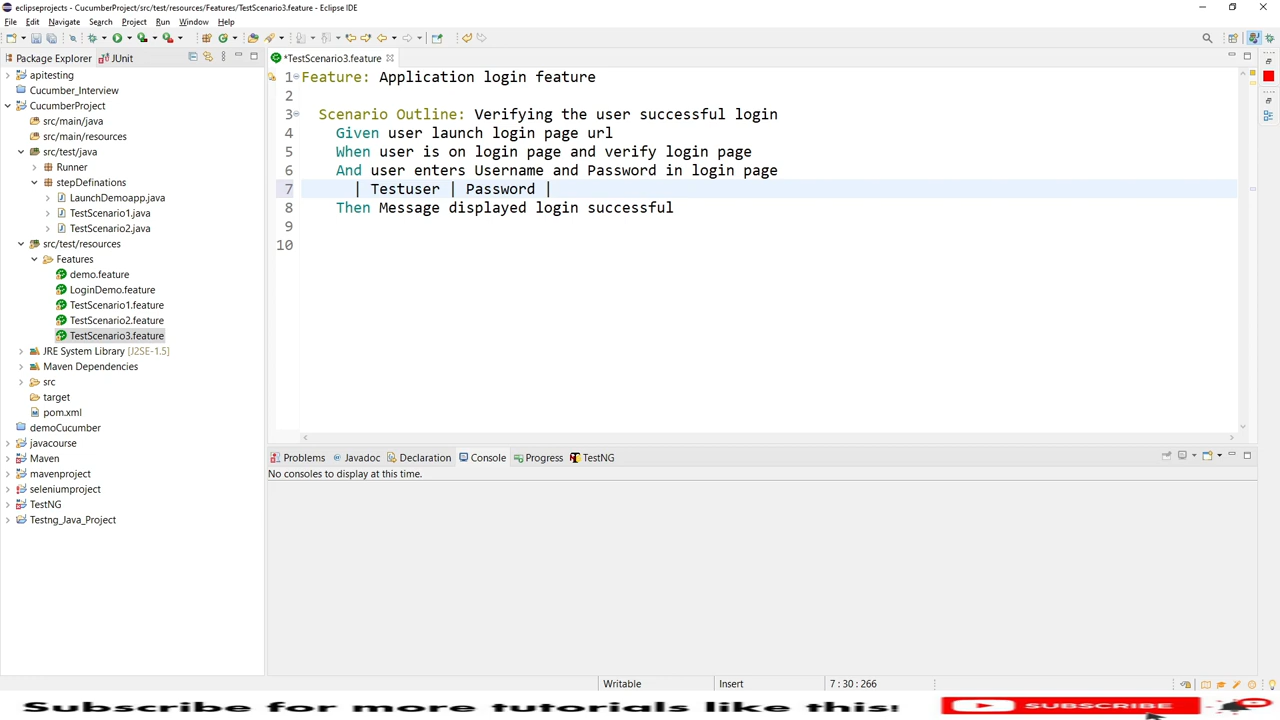 eclipseprojects - CucumberProject/src/test/resources/Features/TestScenario3.feature - Eclipse IDE
File Edit Navigate Search Project Run Window Help
Package Explorer JUnit
*TestScenario3.feature
apitesting
Cucumber_Interview
CucumberProject
src/main/java
src/main/resources
src/test/java
Runner
stepDefinitions
LaunchDemoapp.java
TestScenario1.java
TestScenario2.java
src/test/resources
Features
demo.feature
LoginDemo.feature
TestScenario1.feature
TestScenario2.feature
TestScenario3.feature
JRE System Library [J2SE-1.5]
Maven Dependencies
src
target
pom.xml
demoCucumber
javacourse
Maven
mavenproject
seleniumproject
TestNG
Testng_Java_Project
1 Feature: Application login feature
2
3 Scenario Outline: Verifying the user successful login
4 Given user launch login page url
5 When user is on login page and verify login page
6 And user enters Username and Password in login page
7 | Testuser | Password |
8 Then Message displayed login successful
9
10
Problems Javadoc Declaration Console Progress TestNG
No consoles to display at this time.
Writable Insert 7 : 30 : 266
Subscribe for more tutorials like this!
SUBSCRIBE